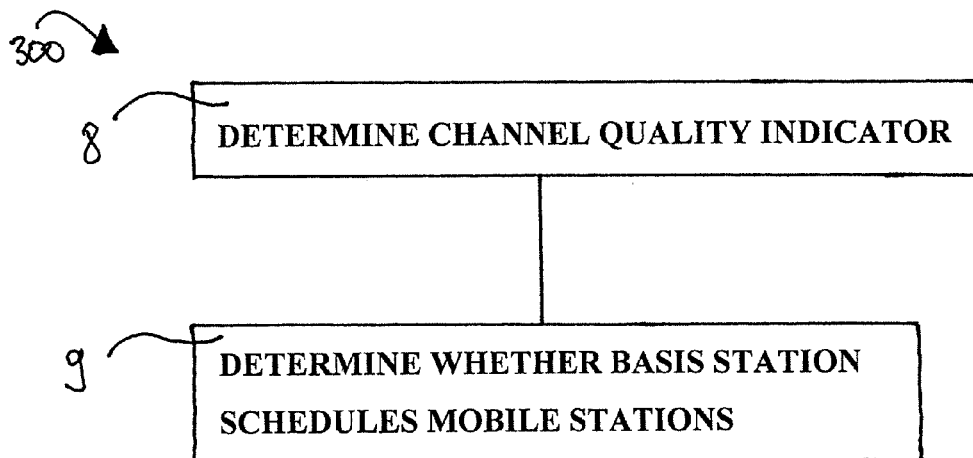 300
8
DETERMINE CHANNEL QUALITY INDICATOR
9
DETERMINE WHETHER BASIS STATION
SCHEDULES MOBILE STATIONS